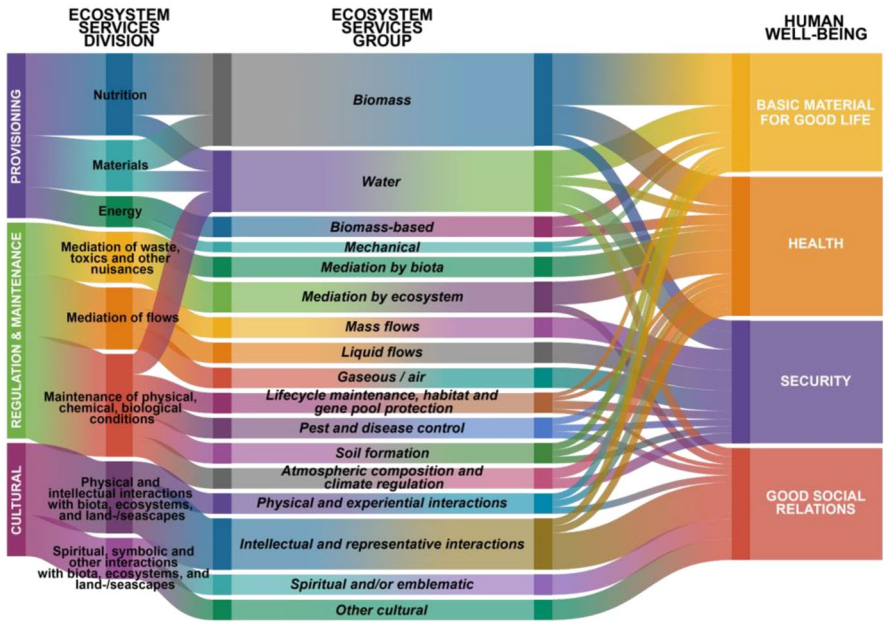 ECOSYSTEM
SERVICES
DIVISION
ECOSYSTEM
SERVICES
GROUP
HUMAN
WELL-BEING
PROVISIONING
REGULATION & MAINTENANCE
CULTURAL
Nutrition
Materials
Energy
Mediation of waste,
toxics and other
nuisances
Mediation of flows
Maintenance of physical,
chemical, biological
conditions
Physical and
intellectual interactions
with biota, ecosystems,
and land-/seascapes
Spiritual, symbolic and
other interactions
with biota, ecosystems, and
land-/seascapes
Biomass
Water
Biomass-based
Mechanical
Mediation by biota
Mediation by ecosystem
Mass flows
Liquid flows
Gaseous / air
Lifecycle maintenance, habitat and
gene pool protection
Pest and disease control
Soil formation
Atmospheric composition and
climate regulation
Physical and experiential interactions
Intellectual and representative interactions
Spiritual and/or emblematic
Other cultural
BASIC MATERIAL
FOR GOOD LIFE
HEALTH
SECURITY
GOOD SOCIAL
RELATIONS